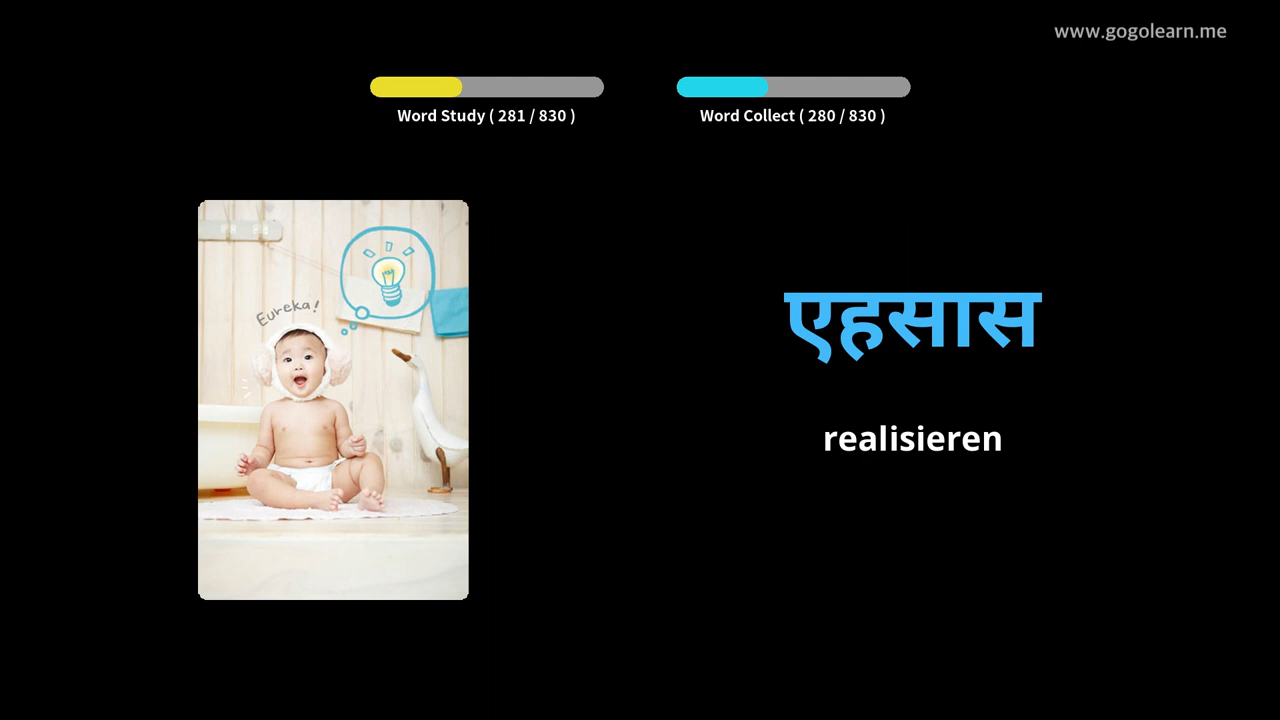 www.gogolearn.me
Word Study ( 281 / 830 )
Word Collect ( 280 / 830 )
Eureka!
एहसास
realisieren